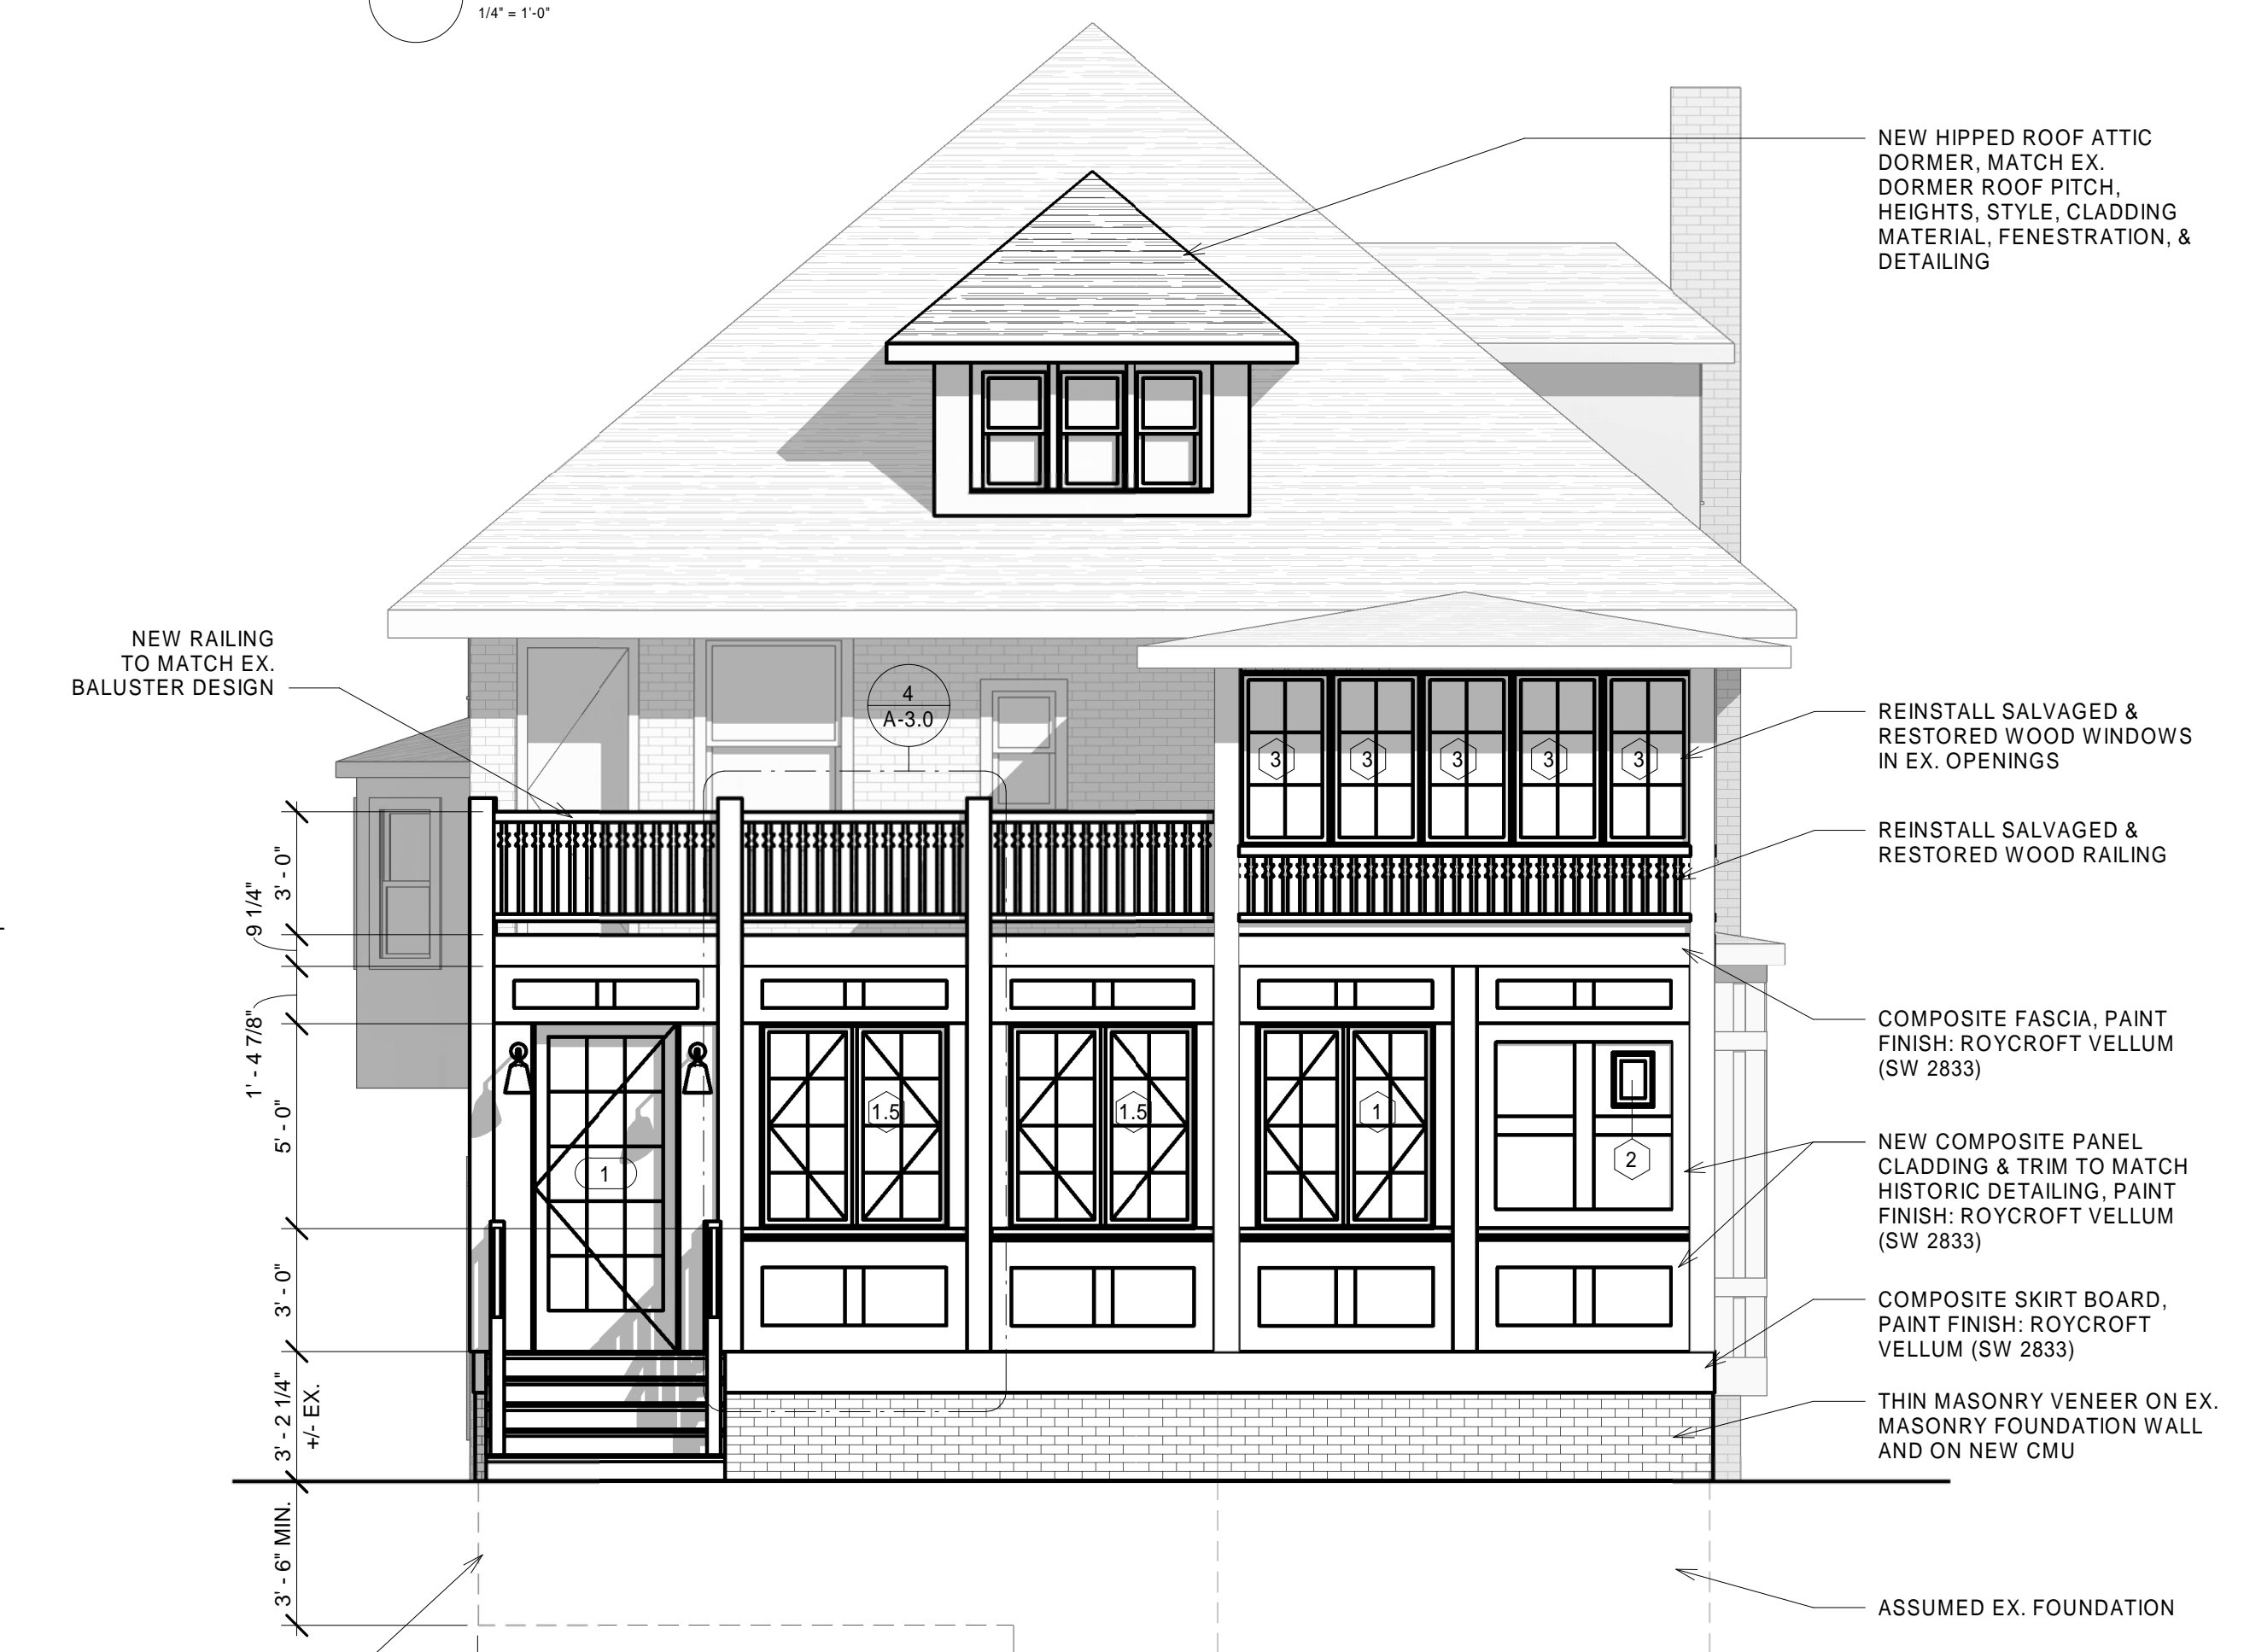 1/4" = 1'-0"
NEW HIPPED ROOF ATTIC
DORMER, MATCH EX.
DORMER ROOF PITCH,
HEIGHTS, STYLE, CLADDING
MATERIAL, FENESTRATION, &
DETAILING
NEW RAILING
TO MATCH EX.
BALUSTER DESIGN
4
A-3.0
3
3
3
3
3
REINSTALL SALVAGED &
RESTORED WOOD WINDOWS
IN EX. OPENINGS
REINSTALL SALVAGED &
RESTORED WOOD RAILING
3' - 0"
9 1/4"
1' - 4 7/8"
5' - 0"
3' - 0"
3' - 2 1/4"
+/- EX.
3' - 6" MIN.
1
1.5
1.5
1
2
COMPOSITE FASCIA, PAINT
FINISH: ROYCROFT VELLUM
(SW 2833)
NEW COMPOSITE PANEL
CLADDING & TRIM TO MATCH
HISTORIC DETAILING, PAINT
FINISH: ROYCROFT VELLUM
(SW 2833)
COMPOSITE SKIRT BOARD,
PAINT FINISH: ROYCROFT
VELLUM (SW 2833)
THIN MASONRY VENEER ON EX.
MASONRY FOUNDATION WALL
AND ON NEW CMU
ASSUMED EX. FOUNDATION